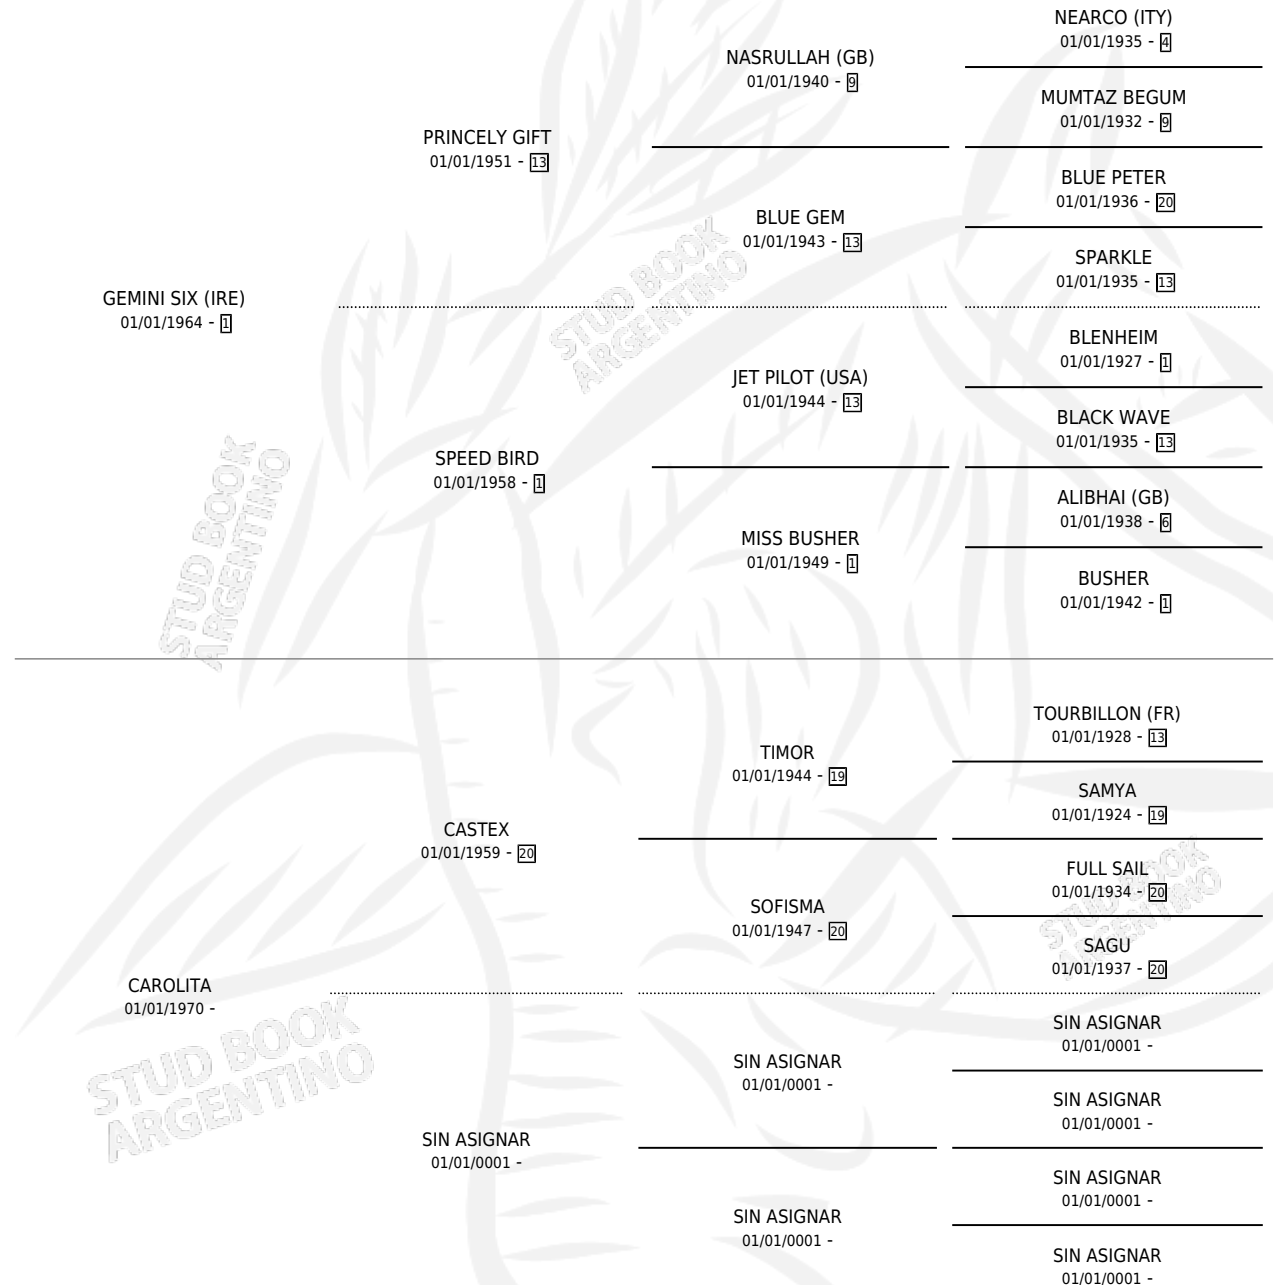 GEMINI SIX (IRE)
01/01/1964 - 1
PRINCELY GIFT
01/01/1951 - 13
SPEED BIRD
01/01/1958 - 1
NASRULLAH (GB)
01/01/1940 - 9
BLUE GEM
01/01/1943 - 13
JET PILOT (USA)
01/01/1944 - 13
MISS BUSHER
01/01/1949 - 1
NEARCO (ITY)
01/01/1935 - 4
MUMTAZ BEGUM
01/01/1932 - 9
BLUE PETER
01/01/1936 - 20
SPARKLE
01/01/1935 - 13
BLENHEIM
01/01/1927 - 1
BLACK WAVE
01/01/1935 - 13
ALIBHAI (GB)
01/01/1938 - 6
BUSHER
01/01/1942 - 1
CAROLITA
01/01/1970 -
CASTEX
01/01/1959 - 20
SIN ASIGNAR
01/01/0001 -
TIMOR
01/01/1944 - 19
SOFISMA
01/01/1947 - 20
SIN ASIGNAR
01/01/0001 -
SIN ASIGNAR
01/01/0001 -
TOURBILLON (FR)
01/01/1928 - 13
SAMYA
01/01/1924 - 19
FULL SAIL
01/01/1934 - 20
SAGU
01/01/1937 - 20
SIN ASIGNAR
01/01/0001 -
SIN ASIGNAR
01/01/0001 -
SIN ASIGNAR
01/01/0001 -
SIN ASIGNAR
01/01/0001 -
STUD BOOK
ARGENTINO
STUD BOOK
ARGENTINO
STUD BOOK
ARGENTINO
STUD BOOK
ARGENTINO